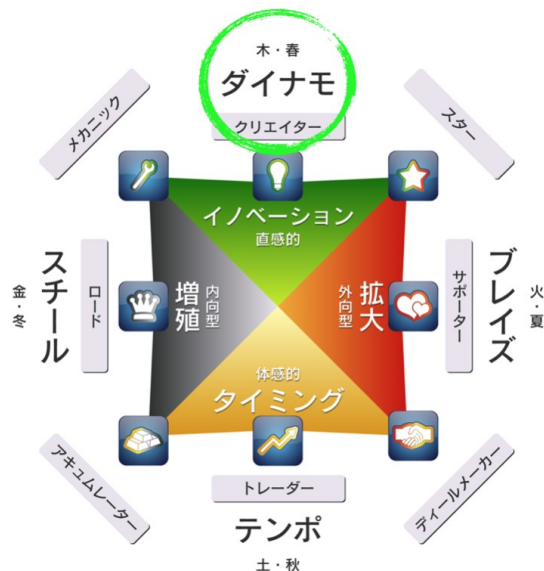 木・春
ダイナモ
クリエイター
メカニック
スター
イノベーション
直感的
スチール
金・冬
ロード
増殖
内向型
外向型
拡大
サポーター
ブレイズ
火・夏
体感的
タイミング
アキュムレーター
トレーダー
ディールメーカー
テンポ
土・秋